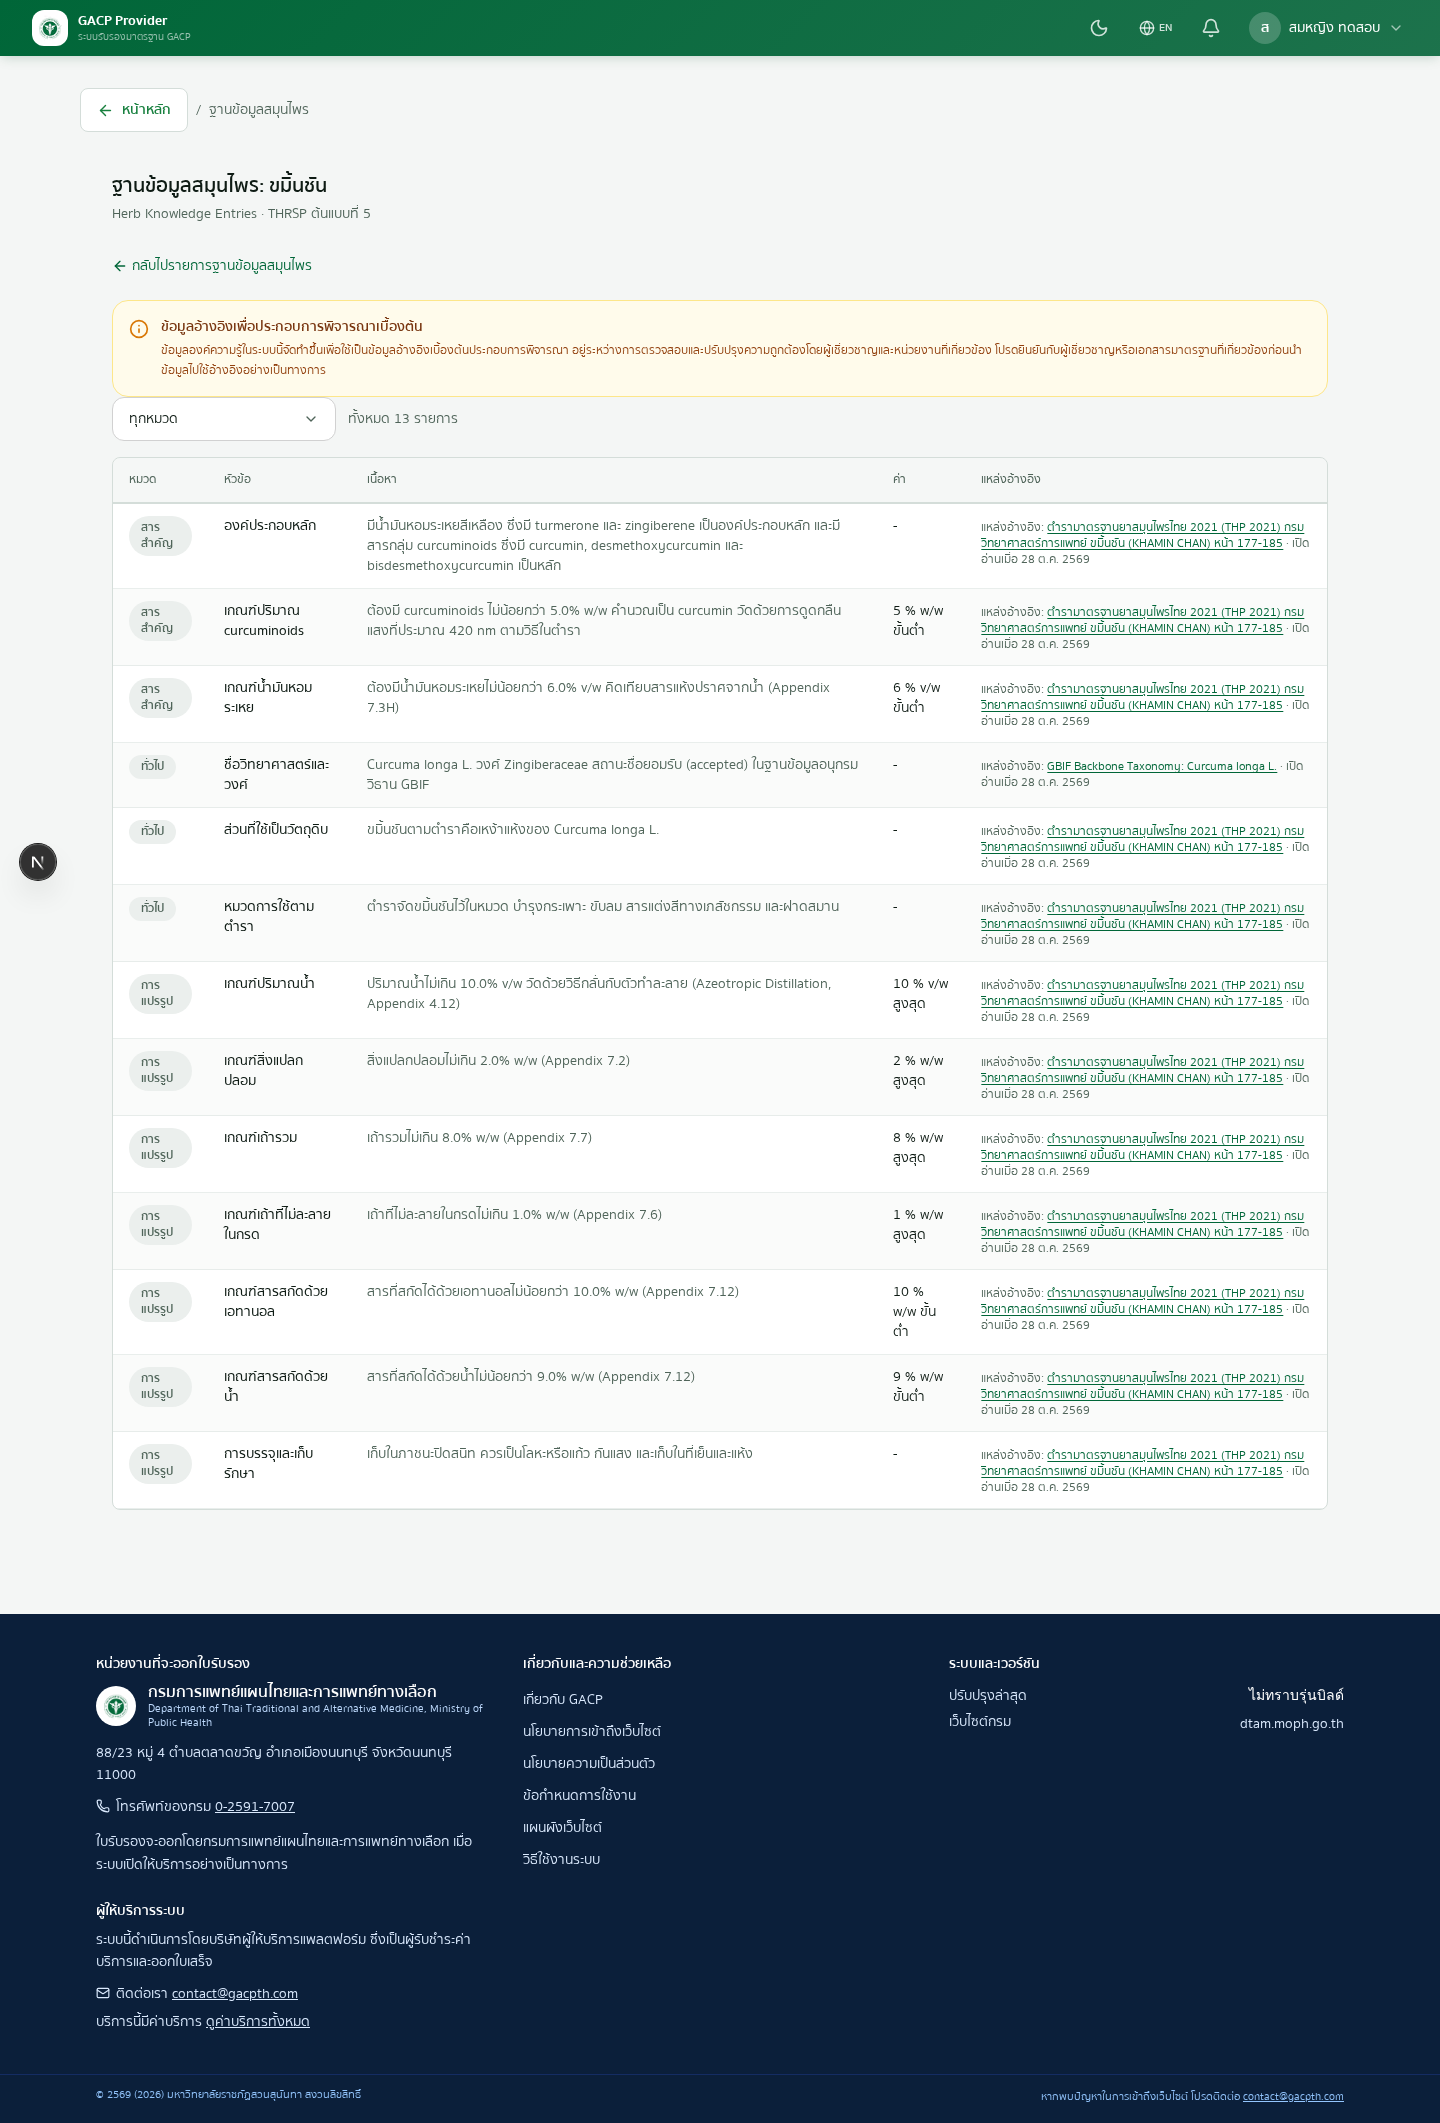 GACP Provider
ระบบรับรองมาตรฐาน GACP
EN
ส สมหญิง ทดสอบ
หน้าหลัก / ฐานข้อมูลสมุนไพร
ฐานข้อมูลสมุนไพร: ขมิ้นชัน
Herb Knowledge Entries · THRSP ต้นแบบที่ 5
กลับไปรายการฐานข้อมูลสมุนไพร
ข้อมูลอ้างอิงเพื่อประกอบการพิจารณาเบื้องต้น
ข้อมูลองค์ความรู้ในระบบนี้จัดทำขึ้นเพื่อใช้เป็นข้อมูลอ้างอิงเบื้องต้นประกอบการพิจารณา อยู่ระหว่างการตรวจสอบและปรับปรุงความถูกต้องโดยผู้เชี่ยวชาญและหน่วยงานที่เกี่ยวข้อง โปรดยืนยันกับผู้เชี่ยวชาญหรือเอกสารมาตรฐานที่เกี่ยวข้องก่อนนำ
ข้อมูลไปใช้อ้างอิงอย่างเป็นทางการ
ทุกหมวด ทั้งหมด 13 รายการ
หมวด หัวข้อ เนื้อหา ค่า แหล่งอ้างอิง
สาร
สำคัญ
องค์ประกอบหลัก
มีน้ำมันหอมระเหยสีเหลือง ซึ่งมี turmerone และ zingiberene เป็นองค์ประกอบหลัก และมี
สารกลุ่ม curcuminoids ซึ่งมี curcumin, desmethoxycurcumin และ
bisdesmethoxycurcumin เป็นหลัก
-
แหล่งอ้างอิง: ตำรามาตรฐานยาสมุนไพรไทย 2021 (THP 2021) กรม
วิทยาศาสตร์การแพทย์ ขมิ้นชัน (KHAMIN CHAN) หน้า 177-185 · เปิด
อ่านเมื่อ 28 ต.ค. 2569
สาร
สำคัญ
เกณฑ์ปริมาณ
curcuminoids
ต้องมี curcuminoids ไม่น้อยกว่า 5.0% w/w คำนวณเป็น curcumin วัดด้วยการดูดกลืน
แสงที่ประมาณ 420 nm ตามวิธีในตำรา
5 % w/w
ขั้นต่ำ
แหล่งอ้างอิง: ตำรามาตรฐานยาสมุนไพรไทย 2021 (THP 2021) กรม
วิทยาศาสตร์การแพทย์ ขมิ้นชัน (KHAMIN CHAN) หน้า 177-185 · เปิด
อ่านเมื่อ 28 ต.ค. 2569
สาร
สำคัญ
เกณฑ์น้ำมันหอม
ระเหย
ต้องมีน้ำมันหอมระเหยไม่น้อยกว่า 6.0% v/w คิดเทียบสารแห้งปราศจากน้ำ (Appendix
7.3H)
6 % v/w
ขั้นต่ำ
แหล่งอ้างอิง: ตำรามาตรฐานยาสมุนไพรไทย 2021 (THP 2021) กรม
วิทยาศาสตร์การแพทย์ ขมิ้นชัน (KHAMIN CHAN) หน้า 177-185 · เปิด
อ่านเมื่อ 28 ต.ค. 2569
ทั่วไป
ชื่อวิทยาศาสตร์และ
วงศ์
Curcuma longa L. วงศ์ Zingiberaceae สถานะชื่อยอมรับ (accepted) ในฐานข้อมูลอนุกรม
วิธาน GBIF
-
แหล่งอ้างอิง: GBIF Backbone Taxonomy: Curcuma longa L. · เปิด
อ่านเมื่อ 28 ต.ค. 2569
ทั่วไป
ส่วนที่ใช้เป็นวัตถุดิบ
ขมิ้นชันตามตำราคือเหง้าแห้งของ Curcuma longa L.
-
แหล่งอ้างอิง: ตำรามาตรฐานยาสมุนไพรไทย 2021 (THP 2021) กรม
วิทยาศาสตร์การแพทย์ ขมิ้นชัน (KHAMIN CHAN) หน้า 177-185 · เปิด
อ่านเมื่อ 28 ต.ค. 2569
ทั่วไป
หมวดการใช้ตาม
ตำรา
ตำราจัดขมิ้นชันไว้ในหมวด บำรุงกระเพาะ ขับลม สารแต่งสีทางเภสัชกรรม และฝาดสมาน
-
แหล่งอ้างอิง: ตำรามาตรฐานยาสมุนไพรไทย 2021 (THP 2021) กรม
วิทยาศาสตร์การแพทย์ ขมิ้นชัน (KHAMIN CHAN) หน้า 177-185 · เปิด
อ่านเมื่อ 28 ต.ค. 2569
การ
แปรรูป
เกณฑ์ปริมาณน้ำ
ปริมาณน้ำไม่เกิน 10.0% v/w วัดด้วยวิธีกลั่นกับตัวทำละลาย (Azeotropic Distillation,
Appendix 4.12)
10 % v/w
สูงสุด
แหล่งอ้างอิง: ตำรามาตรฐานยาสมุนไพรไทย 2021 (THP 2021) กรม
วิทยาศาสตร์การแพทย์ ขมิ้นชัน (KHAMIN CHAN) หน้า 177-185 · เปิด
อ่านเมื่อ 28 ต.ค. 2569
การ
แปรรูป
เกณฑ์สิ่งแปลก
ปลอม
สิ่งแปลกปลอมไม่เกิน 2.0% w/w (Appendix 7.2)
2 % w/w
สูงสุด
แหล่งอ้างอิง: ตำรามาตรฐานยาสมุนไพรไทย 2021 (THP 2021) กรม
วิทยาศาสตร์การแพทย์ ขมิ้นชัน (KHAMIN CHAN) หน้า 177-185 · เปิด
อ่านเมื่อ 28 ต.ค. 2569
การ
แปรรูป
เกณฑ์เถ้ารวม
เถ้ารวมไม่เกิน 8.0% w/w (Appendix 7.7)
8 % w/w
สูงสุด
แหล่งอ้างอิง: ตำรามาตรฐานยาสมุนไพรไทย 2021 (THP 2021) กรม
วิทยาศาสตร์การแพทย์ ขมิ้นชัน (KHAMIN CHAN) หน้า 177-185 · เปิด
อ่านเมื่อ 28 ต.ค. 2569
การ
แปรรูป
เกณฑ์เถ้าที่ไม่ละลาย
ในกรด
เถ้าที่ไม่ละลายในกรดไม่เกิน 1.0% w/w (Appendix 7.6)
1 % w/w
สูงสุด
แหล่งอ้างอิง: ตำรามาตรฐานยาสมุนไพรไทย 2021 (THP 2021) กรม
วิทยาศาสตร์การแพทย์ ขมิ้นชัน (KHAMIN CHAN) หน้า 177-185 · เปิด
อ่านเมื่อ 28 ต.ค. 2569
การ
แปรรูป
เกณฑ์สารสกัดด้วย
เอทานอล
สารที่สกัดได้ด้วยเอทานอลไม่น้อยกว่า 10.0% w/w (Appendix 7.12)
10 %
w/w ขั้น
ต่ำ
แหล่งอ้างอิง: ตำรามาตรฐานยาสมุนไพรไทย 2021 (THP 2021) กรม
วิทยาศาสตร์การแพทย์ ขมิ้นชัน (KHAMIN CHAN) หน้า 177-185 · เปิด
อ่านเมื่อ 28 ต.ค. 2569
การ
แปรรูป
เกณฑ์สารสกัดด้วย
น้ำ
สารที่สกัดได้ด้วยน้ำไม่น้อยกว่า 9.0% w/w (Appendix 7.12)
9 % w/w
ขั้นต่ำ
แหล่งอ้างอิง: ตำรามาตรฐานยาสมุนไพรไทย 2021 (THP 2021) กรม
วิทยาศาสตร์การแพทย์ ขมิ้นชัน (KHAMIN CHAN) หน้า 177-185 · เปิด
อ่านเมื่อ 28 ต.ค. 2569
การ
แปรรูป
การบรรจุและเก็บ
รักษา
เก็บในภาชนะปิดสนิท ควรเป็นโลหะหรือแก้ว กันแสง และเก็บในที่เย็นและแห้ง
-
แหล่งอ้างอิง: ตำรามาตรฐานยาสมุนไพรไทย 2021 (THP 2021) กรม
วิทยาศาสตร์การแพทย์ ขมิ้นชัน (KHAMIN CHAN) หน้า 177-185 · เปิด
อ่านเมื่อ 28 ต.ค. 2569
N
หน่วยงานที่จะออกใบรับรอง
กรมการแพทย์แผนไทยและการแพทย์ทางเลือก
Department of Thai Traditional and Alternative Medicine, Ministry of
Public Health
88/23 หมู่ 4 ตำบลตลาดขวัญ อำเภอเมืองนนทบุรี จังหวัดนนทบุรี
11000
โทรศัพท์ของกรม 0-2591-7007
ใบรับรองจะออกโดยกรมการแพทย์แผนไทยและการแพทย์ทางเลือก เมื่อ
ระบบเปิดให้บริการอย่างเป็นทางการ
ผู้ให้บริการระบบ
ระบบนี้ดำเนินการโดยบริษัทผู้ให้บริการแพลตฟอร์ม ซึ่งเป็นผู้รับชำระค่า
บริการและออกใบเสร็จ
ติดต่อเรา contact@gacpth.com
บริการนี้มีค่าบริการ ดูค่าบริการทั้งหมด
เกี่ยวกับและความช่วยเหลือ
เกี่ยวกับ GACP
นโยบายการเข้าถึงเว็บไซต์
นโยบายความเป็นส่วนตัว
ข้อกำหนดการใช้งาน
แผนผังเว็บไซต์
วิธีใช้งานระบบ
ระบบและเวอร์ชัน
ปรับปรุงล่าสุด ไม่ทราบรุ่นบิลด์
เว็บไซต์กรม dtam.moph.go.th
© 2569 (2026) มหาวิทยาลัยราชภัฏสวนสุนันทา สงวนลิขสิทธิ์
หากพบปัญหาในการเข้าถึงเว็บไซต์ โปรดติดต่อ contact@gacpth.com